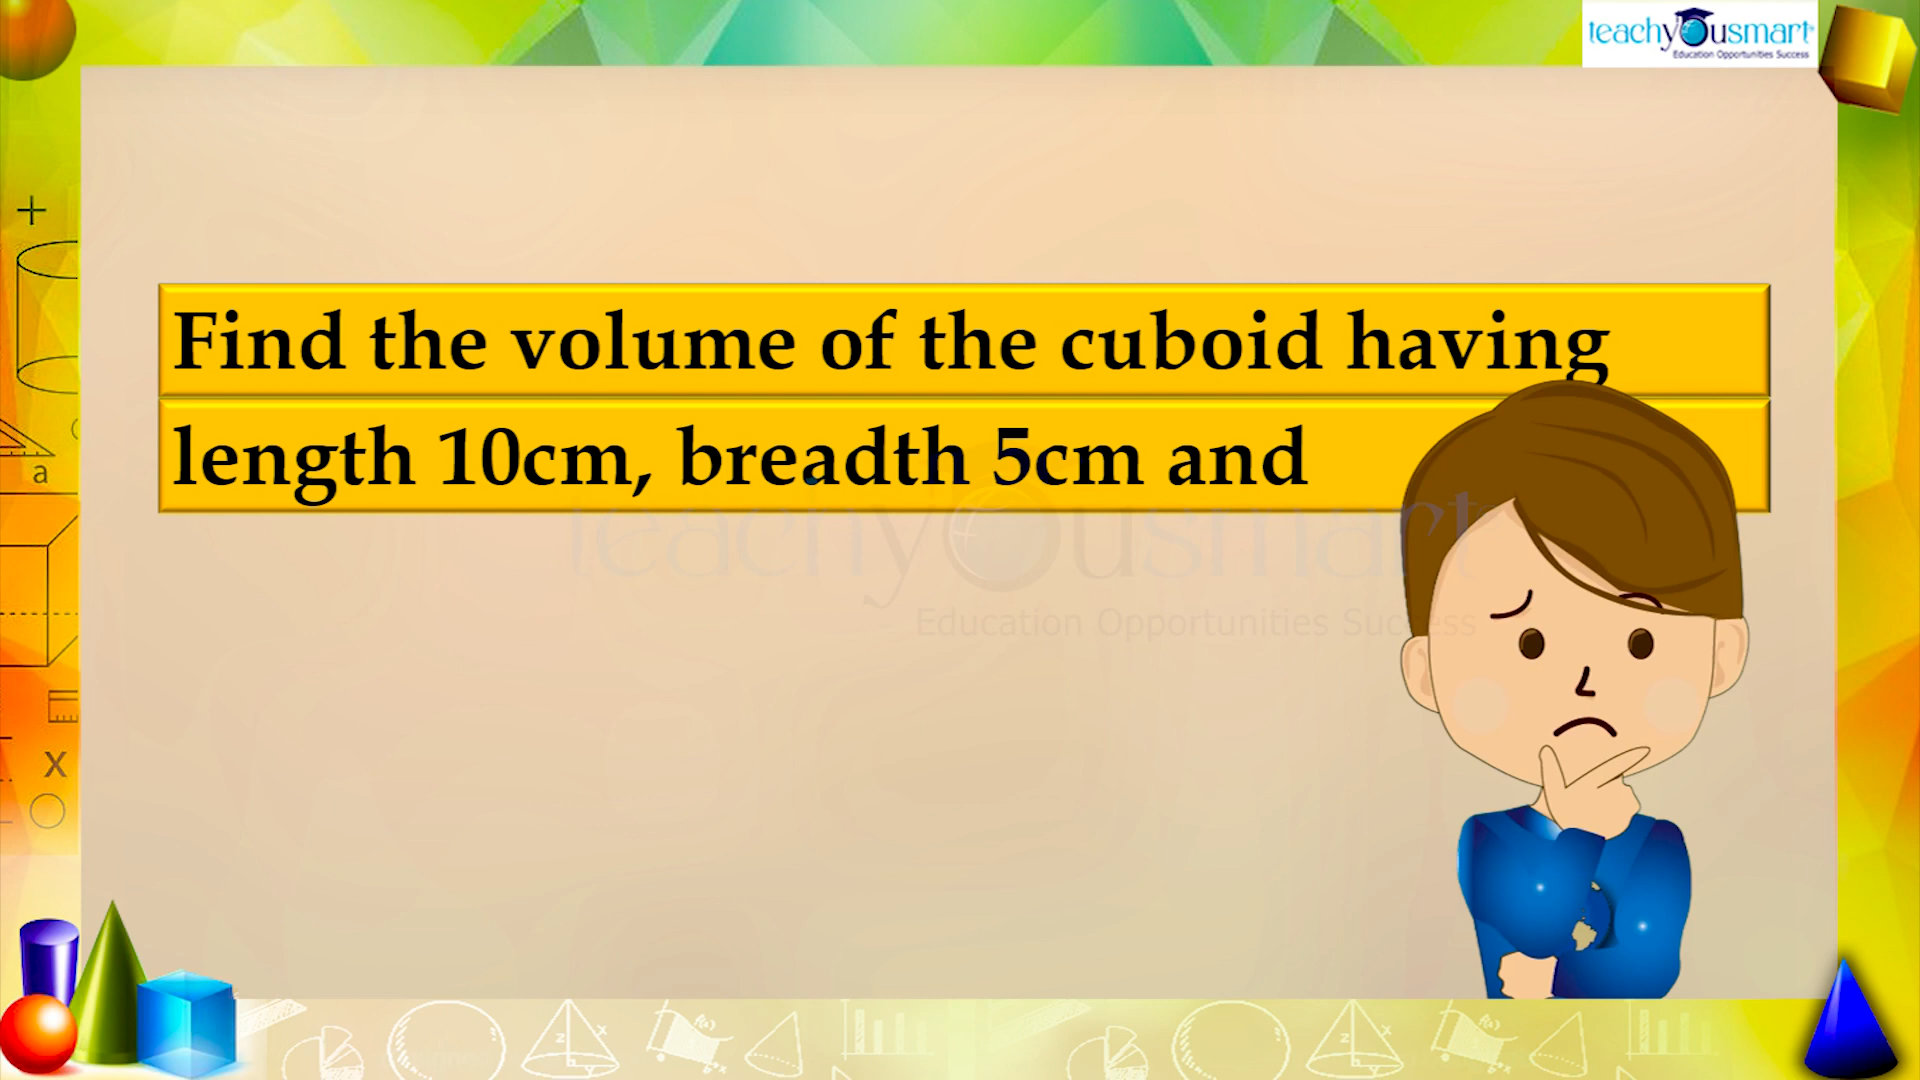 teachyousmart
Education Opportunities Success
+
Find the volume of the cuboid having
length 10cm, breadth 5cm and
a
teachyousmart
Education Opportunities Success
x